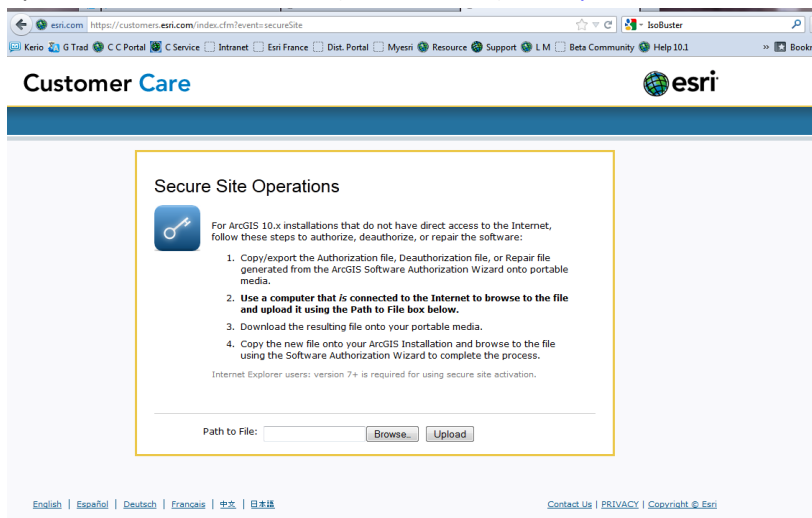 esri.com https://customers.esri.com/index.cfm?event=secureSite
IsoBuster
Kerio G Trad C C Portal C Service Intranet Esri France Dist. Portal Myesri Resource Support L M Beta Community Help 10.1 » Bookr
Customer Care
esri
Secure Site Operations
For ArcGIS 10.x installations that do not have direct access to the Internet,
follow these steps to authorize, deauthorize, or repair the software:
1. Copy/export the Authorization file, Deauthorization file, or Repair file
generated from the ArcGIS Software Authorization Wizard onto portable
media.
2. Use a computer that is connected to the Internet to browse to the file
and upload it using the Path to File box below.
3. Download the resulting file onto your portable media.
4. Copy the new file onto your ArcGIS Installation and browse to the file
using the Software Authorization Wizard to complete the process.
Internet Explorer users: version 7+ is required for using secure site activation.
Path to File: Browse... Upload
English | Español | Deutsch | Français | 中文 | 日本語
Contact Us | PRIVACY | Copyright © Esri